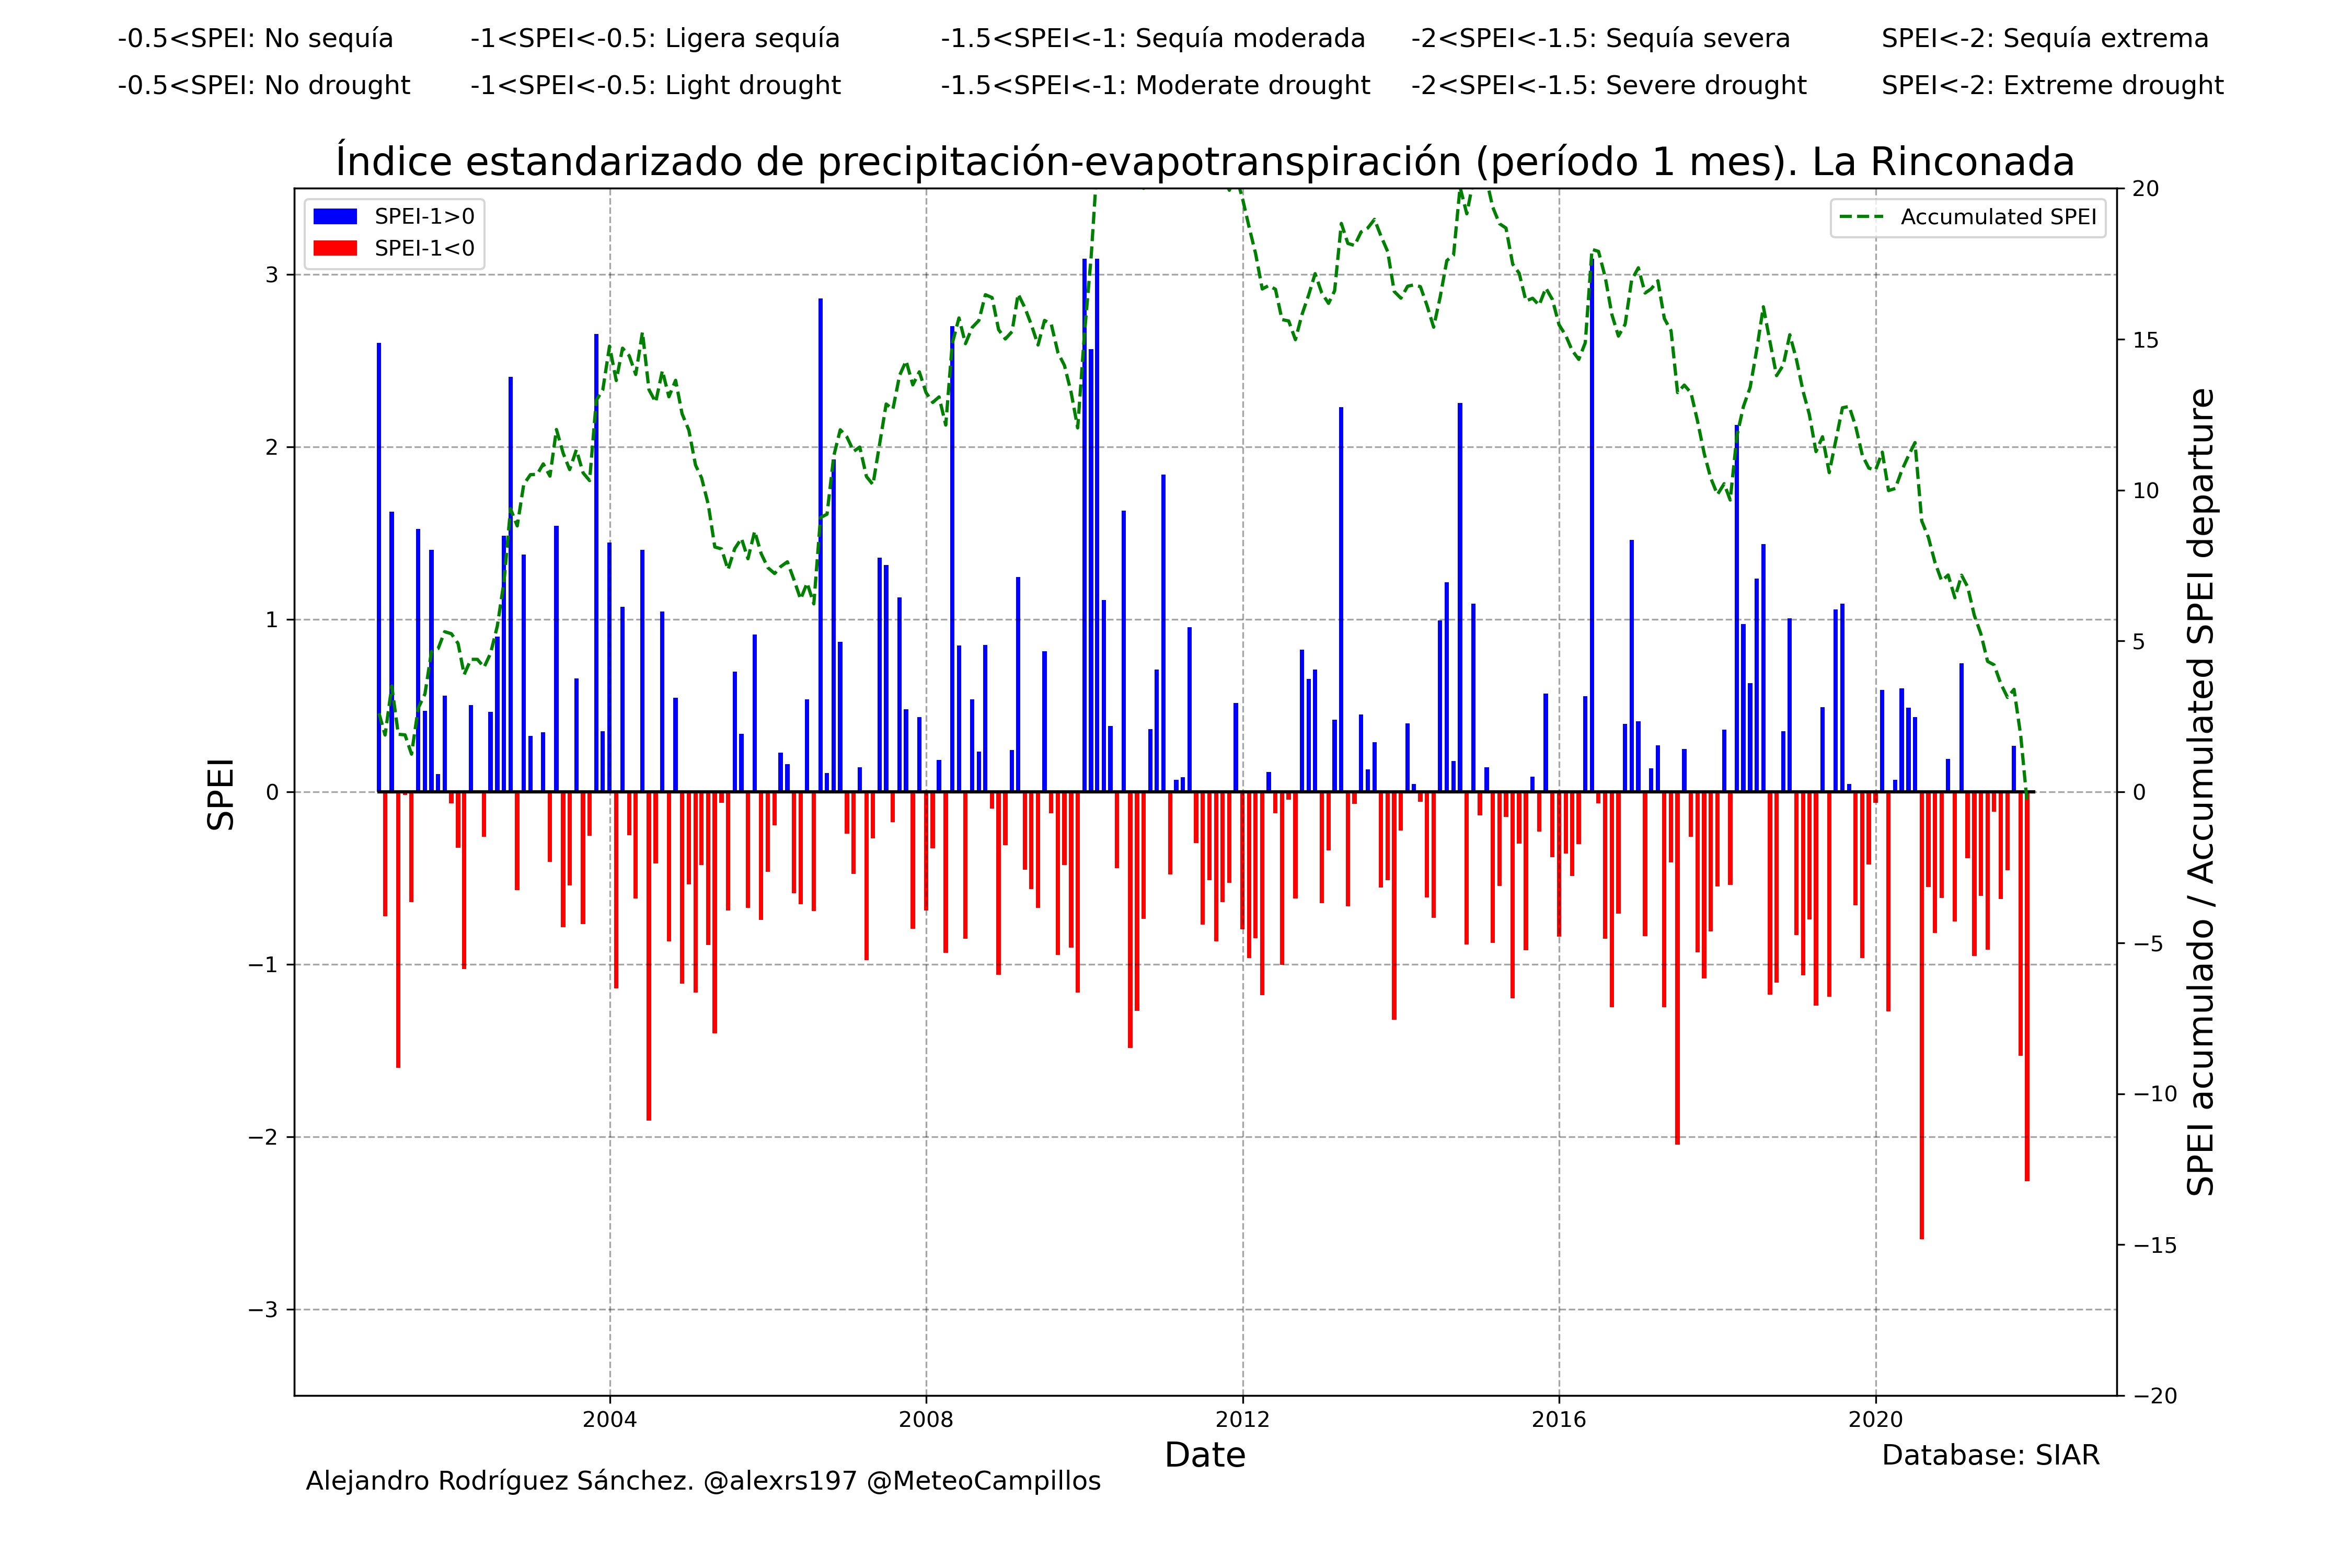 -0.5<SPEI: No sequía -1<SPEI<-0.5: Ligera sequía -1.5<SPEI<-1: Sequía moderada -2<SPEI<-1.5: Sequía severa SPEI<-2: Sequía extrema
-0.5<SPEI: No drought -1<SPEI<-0.5: Light drought -1.5<SPEI<-1: Moderate drought -2<SPEI<-1.5: Severe drought SPEI<-2: Extreme drought
Índice estandarizado de precipitación-evapotranspiración (período 1 mes). La Rinconada
SPEI-1>0
SPEI-1<0
Accumulated SPEI
SPEI
3
2
1
0
−1
−2
−3
20
15
10
5
0
−5
−10
−15
−20
SPEI acumulado / Accumulated SPEI departure
2004 2008 2012 2016 2020
Date
Database: SIAR
Alejandro Rodríguez Sánchez. @alexrs197 @MeteoCampillos